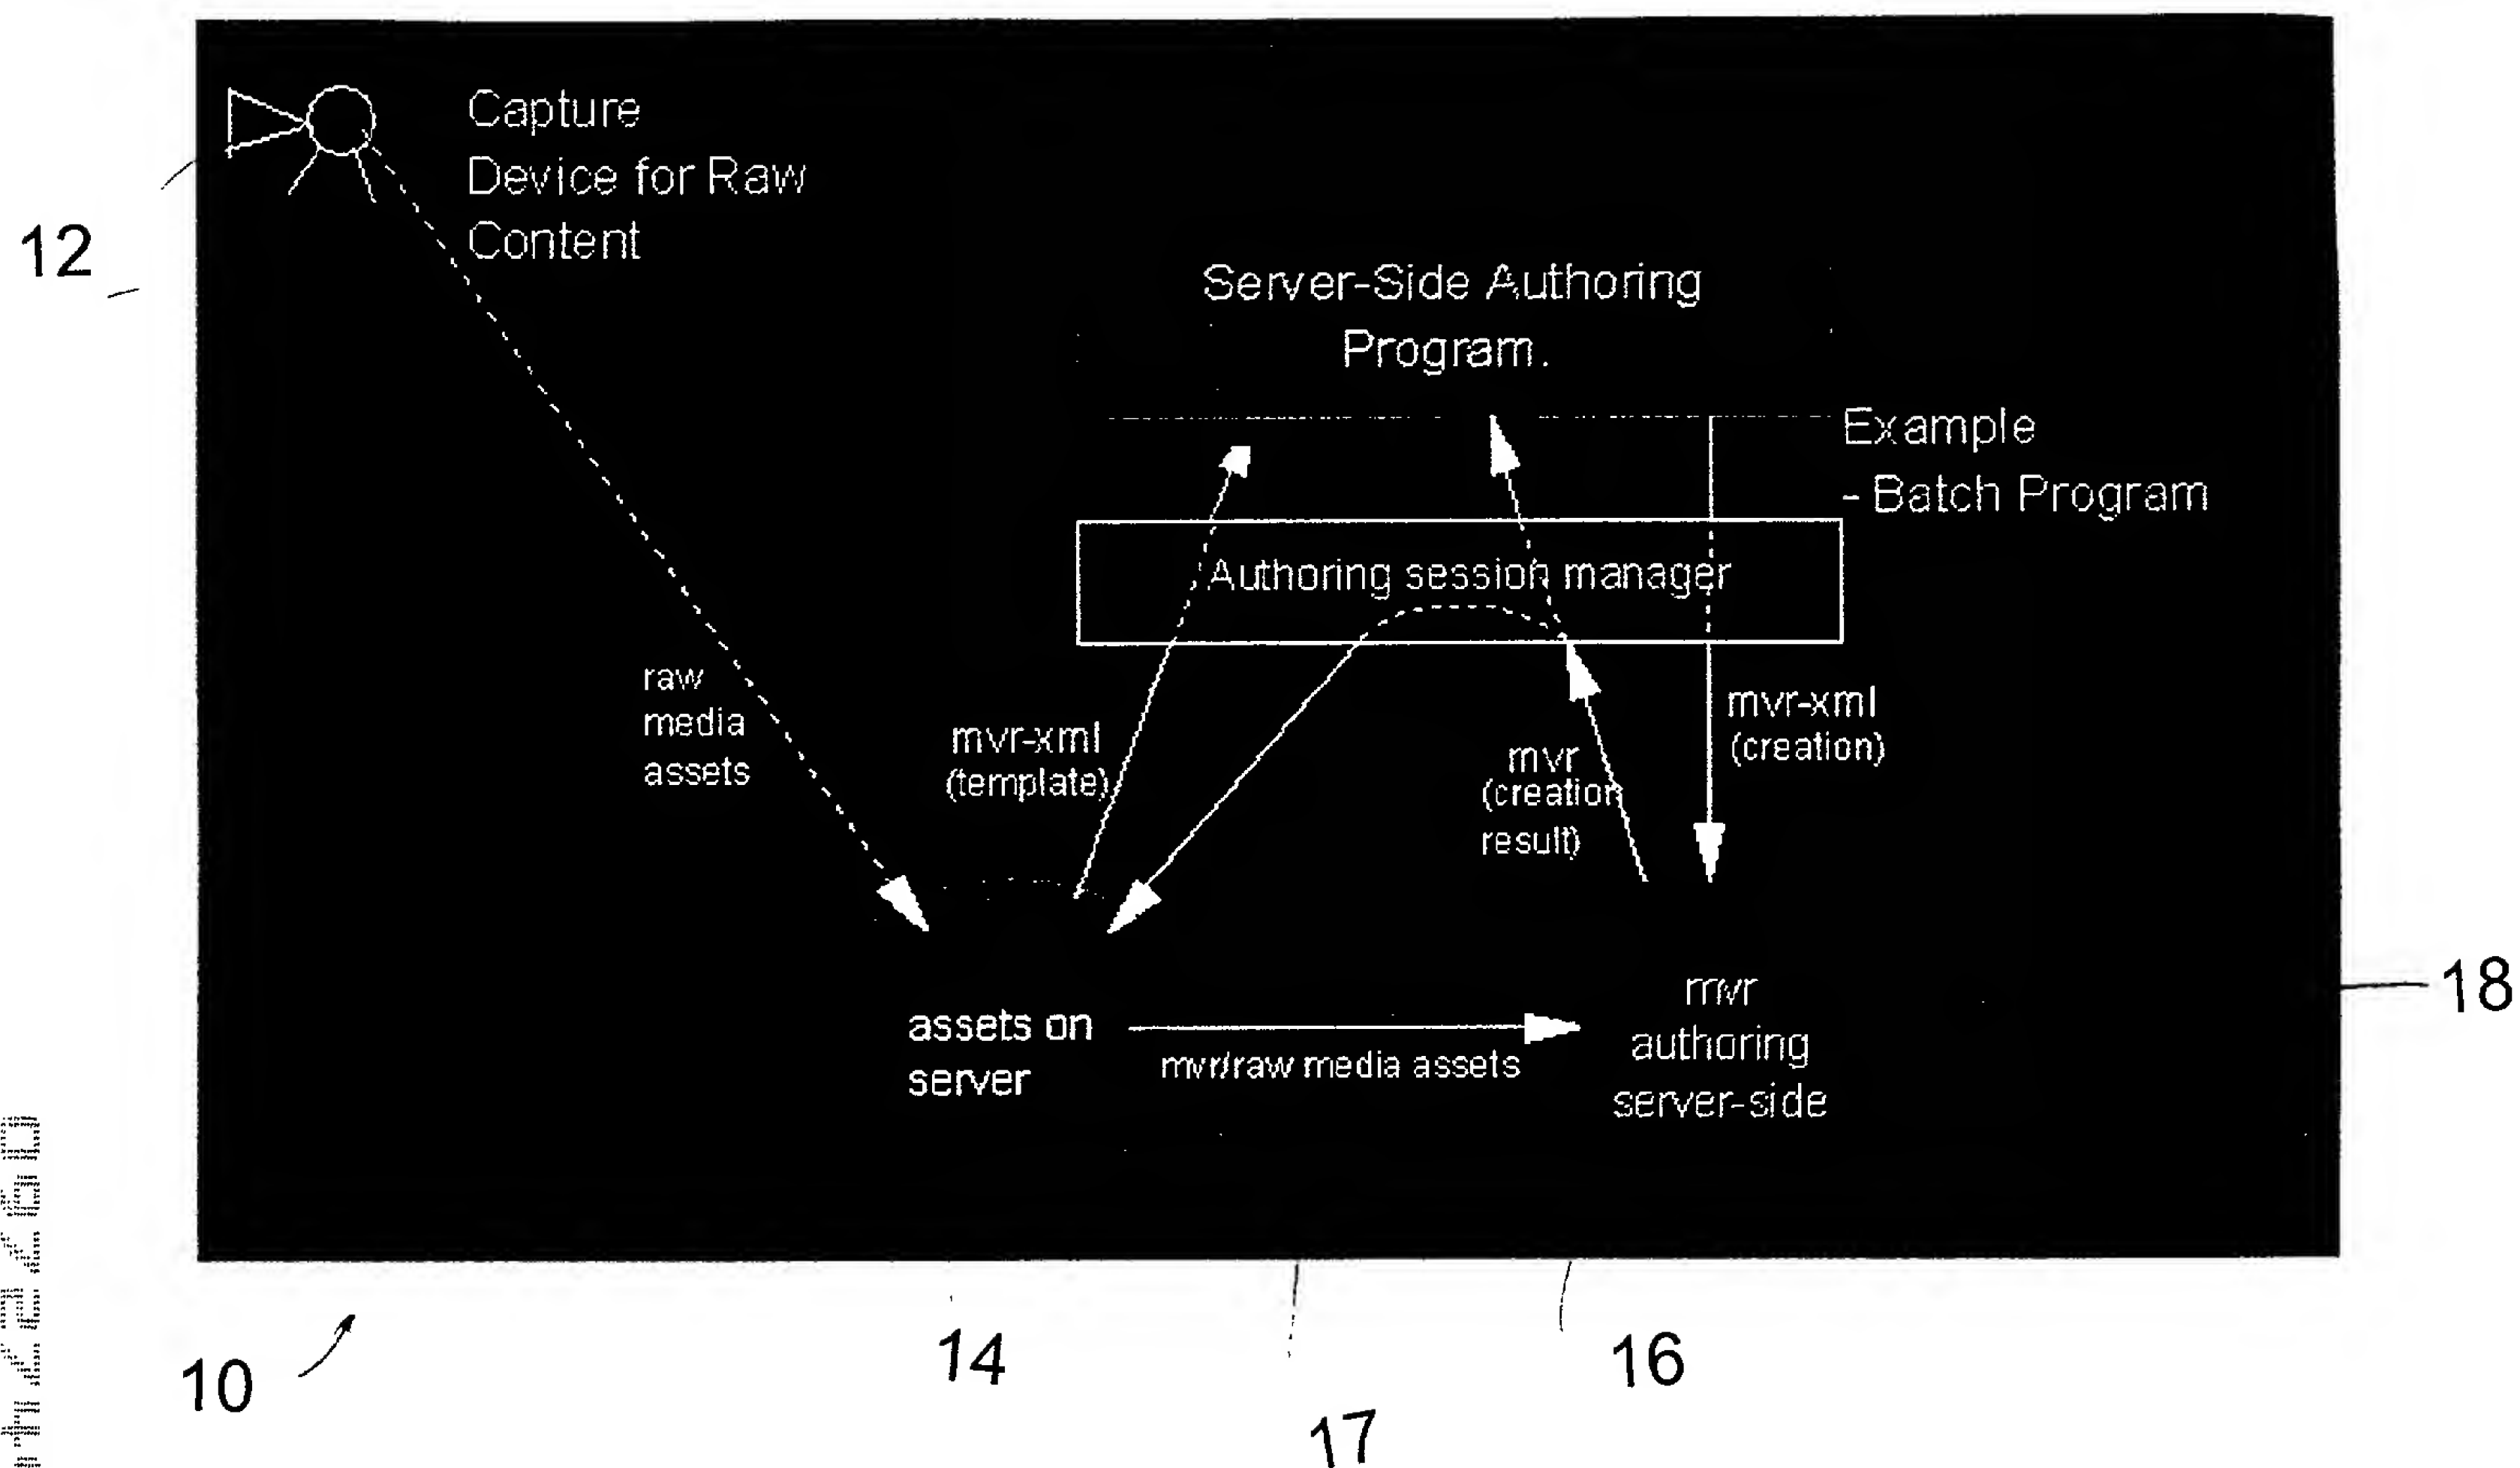 Capture
Device for Raw
Content
12
Server-Side Authoring
Program.
Example
- Batch Program
Authoring session manager
raw
media
assets
mvr-xml
(template)
mvr
(creation
result)
mvr-xml
(creation)
assets on
server
mvr/raw media assets
mvr
authoring
server-side
18
10
14
16
17